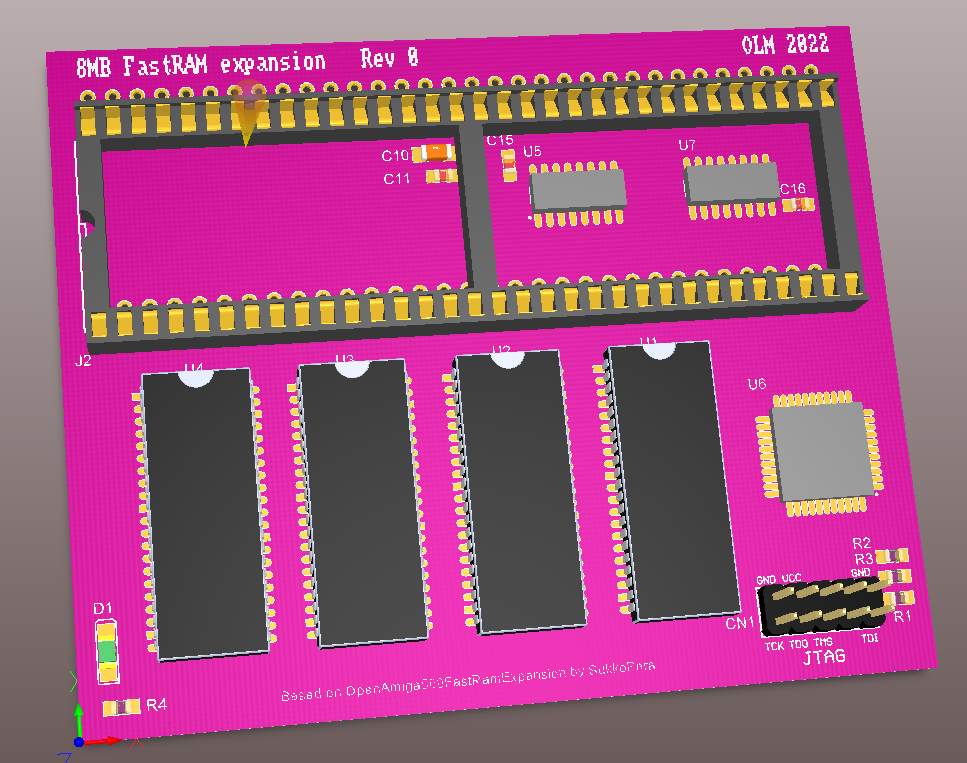 8MB FastRAM expansion Rev 0
OLM 2022
C10
C11
C15
U5
U7
C16
J2
U4
U3
U2
U1
U6
R2
R3
GND VCC GND
CN1
R1
TCK TDO TMS TDI
JTAG
D1
R4
Based on OpenAmiga500FastRamExpansion by SukkoPera
X
Y
Z